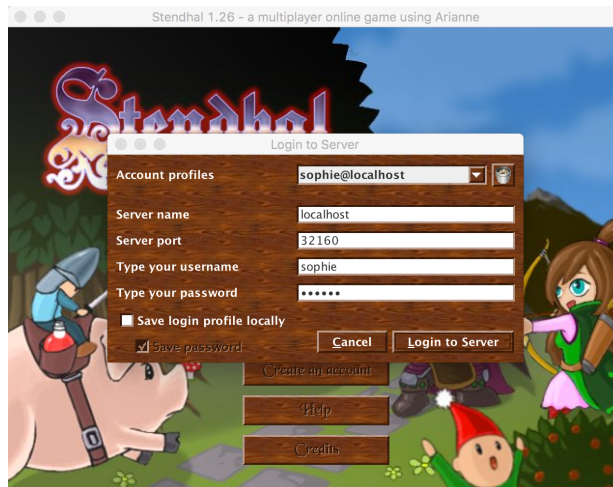 Stendhal 1.26 - a multiplayer online game using Arianne
Stendhal
Login to Server
Account profiles sophie@localhost
Server name localhost
Server port 32160
Type your username sophie
Type your password ••••••
Save login profile locally
Save password Cancel Login to Server
Create an account
Help
Credits